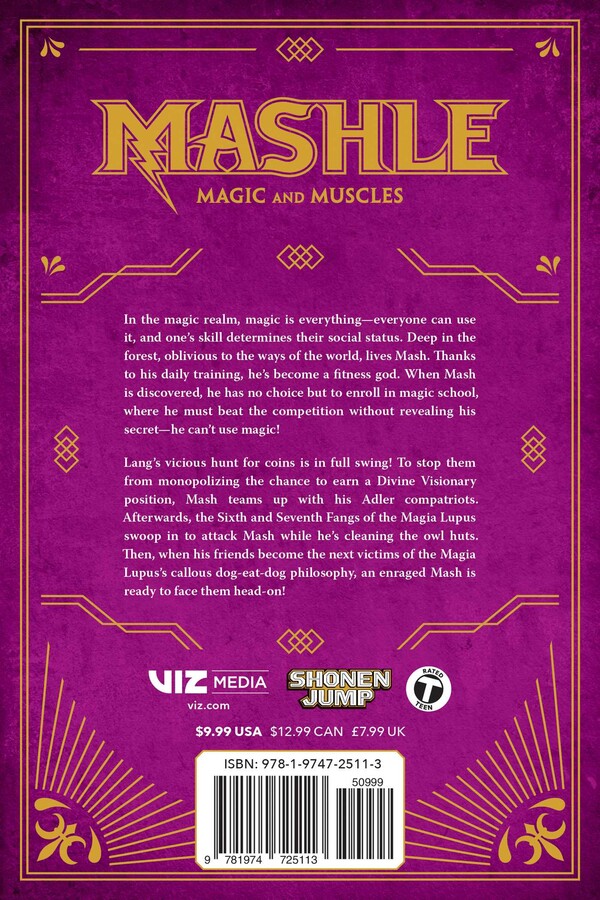 MASHLE
MAGIC AND MUSCLES
In the magic realm, magic is everything—everyone can use
it, and one's skill determines their social status. Deep in the
forest, oblivious to the ways of the world, lives Mash. Thanks
to his daily training, he's become a fitness god. When Mash
is discovered, he has no choice but to enroll in magic school,
where he must beat the competition without revealing his
secret—he can't use magic!
Lang's vicious hunt for coins is in full swing! To stop them
from monopolizing the chance to earn a Divine Visionary
position, Mash teams up with his Adler compatriots.
Afterwards, the Sixth and Seventh Fangs of the Magia Lupus
swoop in to attack Mash while he's cleaning the owl huts.
Then, when his friends become the next victims of the Magia
Lupus's callous dog-eat-dog philosophy, an enraged Mash is
ready to face them head-on!
VIZ MEDIA
viz.com
SHONEN
JUMP
RATED
T
TEEN
$9.99 USA $12.99 CAN £7.99 UK
ISBN: 978-1-9747-2511-3
50999
9 781974 725113